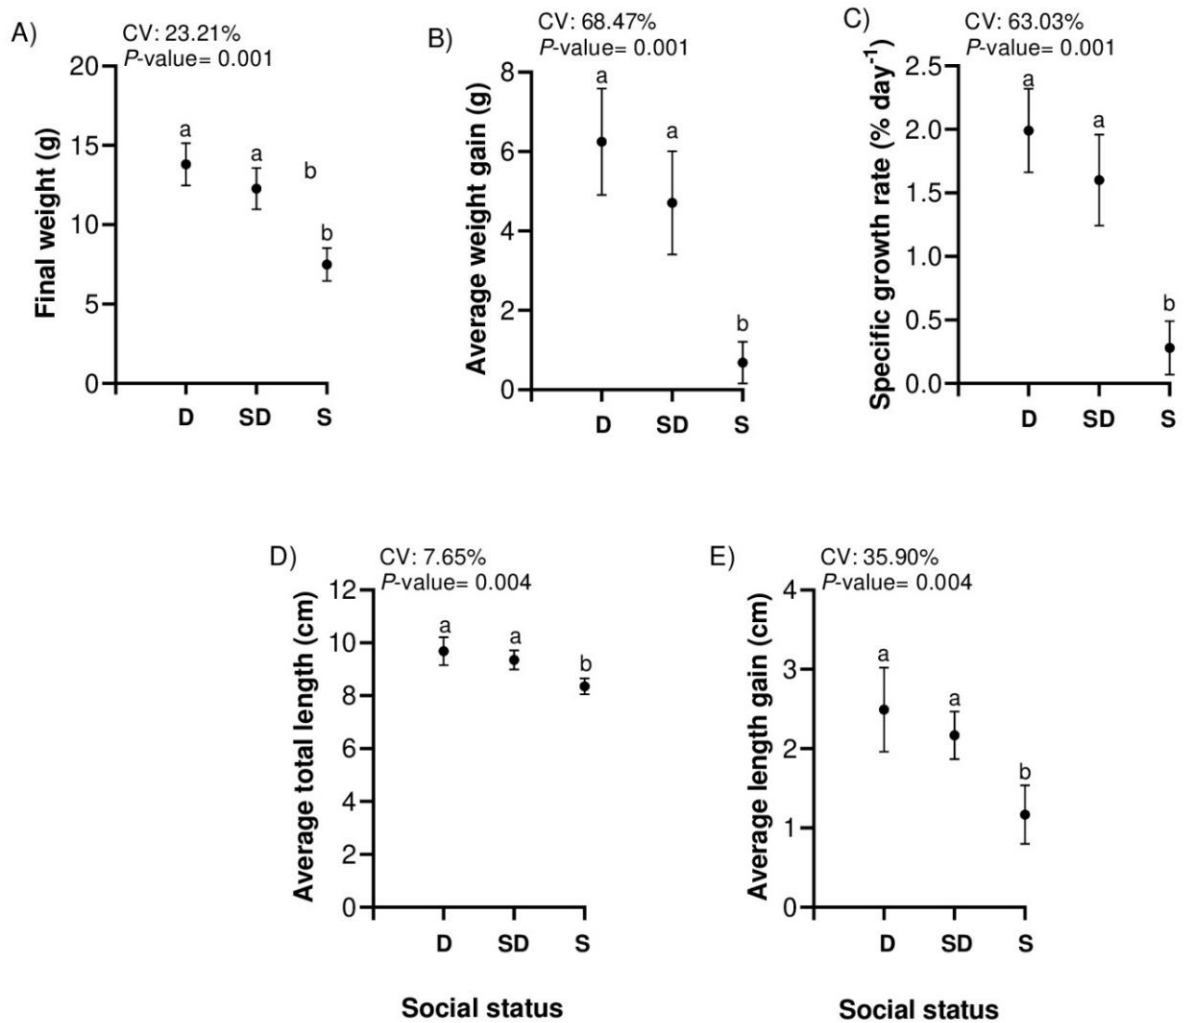 A)
CV: 23.21%
P-value= 0.001
Final weight (g)
20
15
10
5
0
a
a
b
b
D SD S
B)
CV: 68.47%
P-value= 0.001
Average weight gain (g)
8
6
4
2
0
a
a
b
D SD S
C)
CV: 63.03%
P-value= 0.001
Specific growth rate (% day⁻¹)
2.5
2.0
1.5
1.0
0.5
0.0
a
a
b
D SD S
D)
CV: 7.65%
P-value= 0.004
Average total length (cm)
12
10
8
6
4
2
0
a
a
b
D SD S
Social status
E)
CV: 35.90%
P-value= 0.004
Average length gain (cm)
4
3
2
1
0
a
a
b
D SD S
Social status